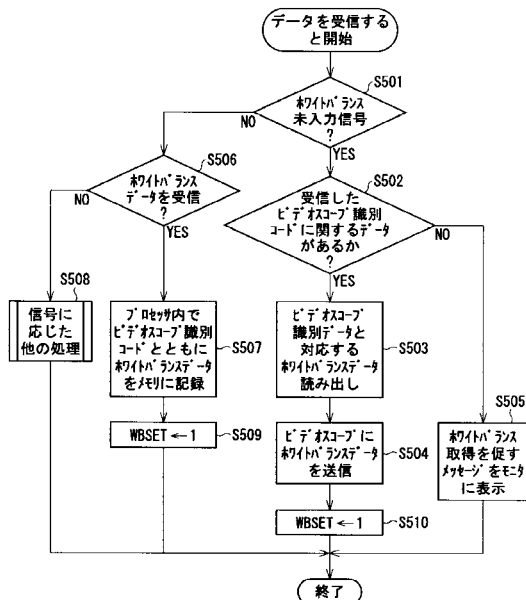 データを受信する
と開始
S501
ホワイトバランス
未入力信号
?
NO
YES
S506
ホワイトバランス
データを受信
?
NO
YES
S502
受信した
ビデオスコープ識別
コードに関するデータ
があるか
?
NO
YES
S508
信号に
応じた
他の処理
プロセッサ内で
ビデオスコープ識別
コードとともに
ホワイトバランスデータ
をメモリに記録
S507
ビデオスコープ
識別データと
対応する
ホワイトバランスデータ
読み出し
S503
S505
ホワイトバランス
取得を促す
メッセージをモニタ
に表示
WBSET ← 1
S509
ビデオスコープに
ホワイトバランスデータ
を送信
S504
WBSET ← 1
S510
終了